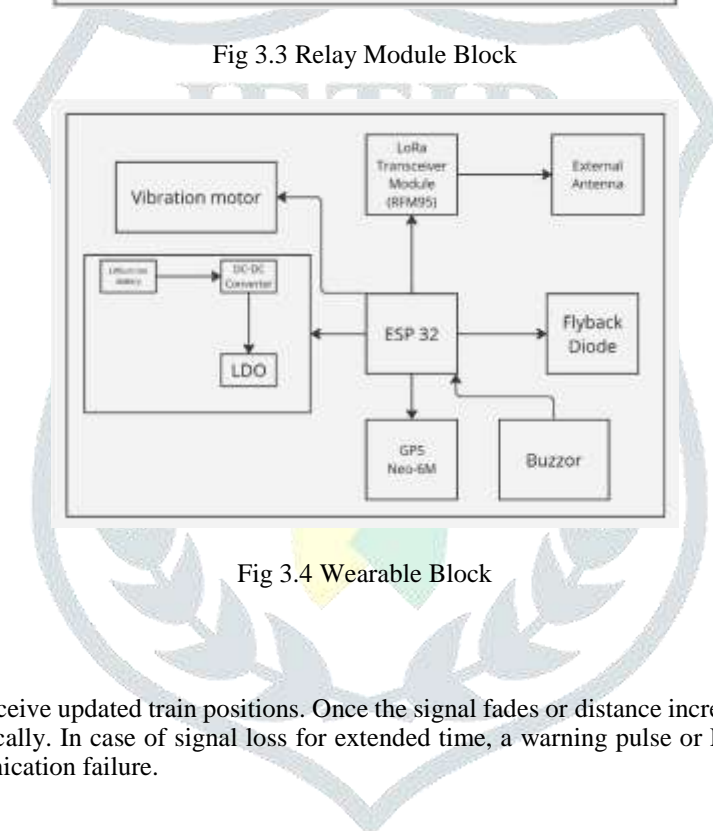 Fig 3.3 Relay Module Block
LoRa
Transceiver
Module
(RFM95)
External
Antenna
Vibration motor
DC-DC
Converter
LDO
ESP 32
Flyback
Diode
GPS
Neo-6M
Buzzor
Fig 3.4 Wearable Block
ceive updated train positions. Once the signal fades or distance incre
cally. In case of signal loss for extended time, a warning pulse or
nication failure.